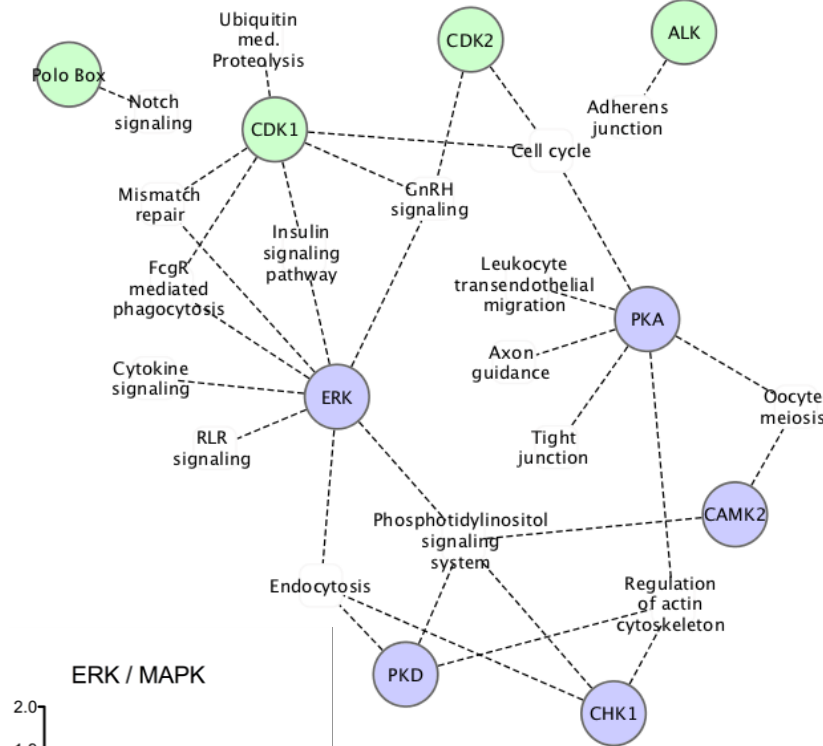 Ubiquitin
med.
Proteolysis
CDK2
ALK
Polo Box
Notch
signaling
CDK1
Adherens
junction
Cell cycle
Mismatch
repair
GnRH
signaling
Insulin
signaling
pathway
FcgR
mediated
phagocytosis
Leukocyte
transendothelial
migration
PKA
Axon
guidance
Cytokine
signaling
ERK
Oocyte
meiosis
RLR
signaling
Tight
junction
CAMK2
Phosphotidylinositol
signaling
system
Endocytosis
Regulation
of actin
cytoskeleton
PKD
CHK1
ERK / MAPK
2.0